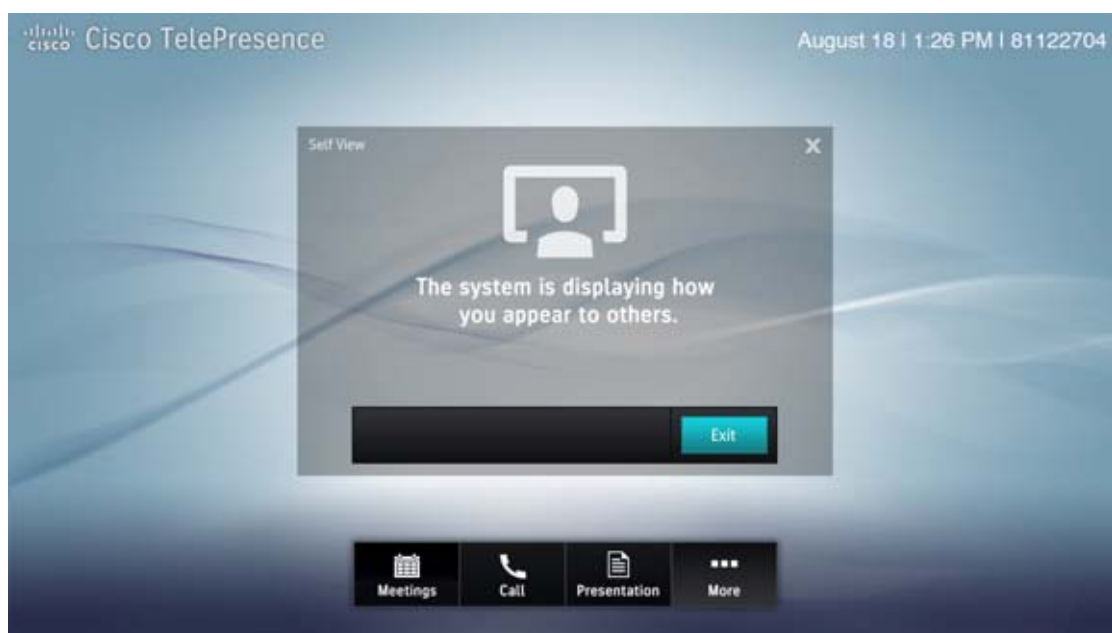 cisco Cisco TelePresence
August 18 | 1:26 PM | 81122704
Self View
X
The system is displaying how
you appear to others.
Exit
Meetings Call Presentation More